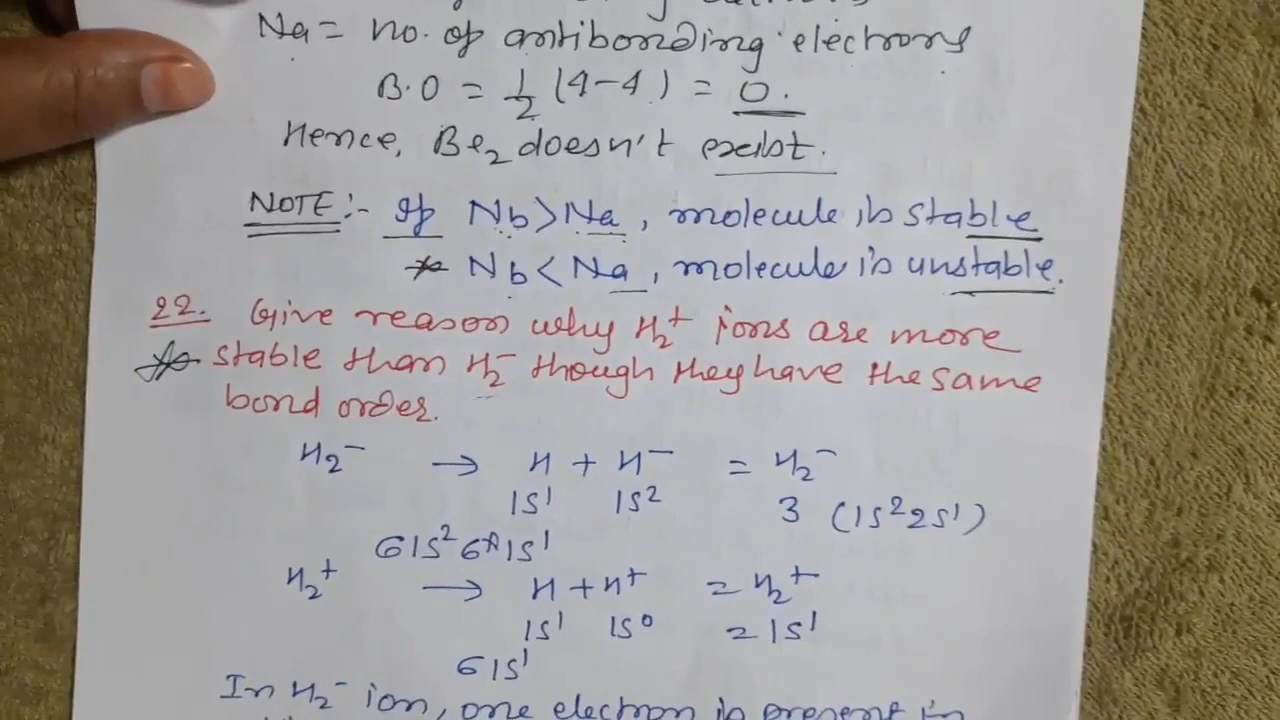 Na = no. of antibonding electrons
B.O = 1/2 (4-4) = 0.
Hence, Be₂ doesn't exist.
NOTE:- If Nb>Na, molecule is stable
* Nb<Na, molecule is unstable.
22. Give reason why H₂⁺ ions are more
* stable than H₂⁻ though they have the same
bond order.
H₂⁻ → H + H⁻ = H₂⁻
1s¹ 1s² 3 (1s²2s¹)
σ1s² σ*1s¹
H₂⁺ → H + H⁺ = H₂⁺
1s¹ 1s⁰ = 1s¹
σ1s¹
In H₂⁻ ion, one electron is present in